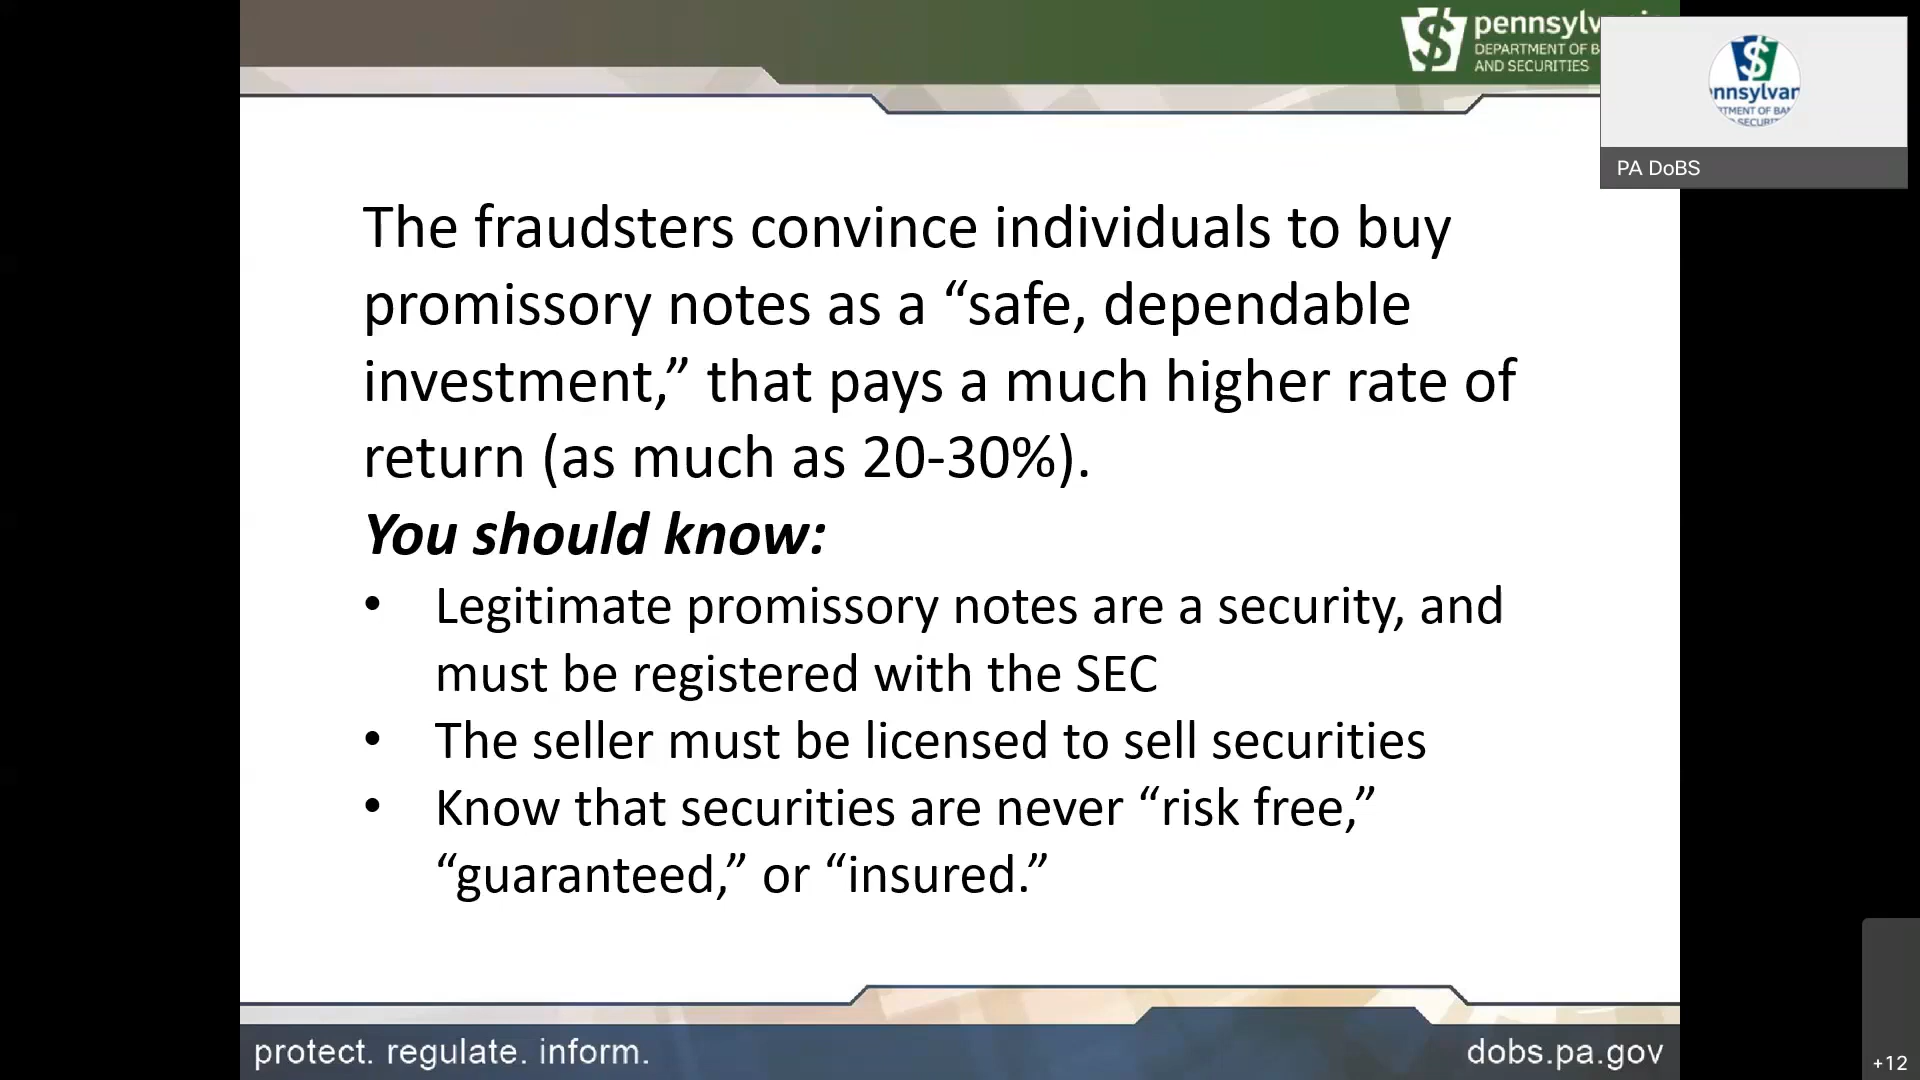 pennsylv
DEPARTMENT OF B
AND SECURITIES
PA DoBS
The fraudsters convince individuals to buy
promissory notes as a “safe, dependable
investment,” that pays a much higher rate of
return (as much as 20-30%).
You should know:
• Legitimate promissory notes are a security, and
must be registered with the SEC
• The seller must be licensed to sell securities
• Know that securities are never “risk free,”
“guaranteed,” or “insured.”
protect. regulate. inform.
dobs.pa.gov
+12